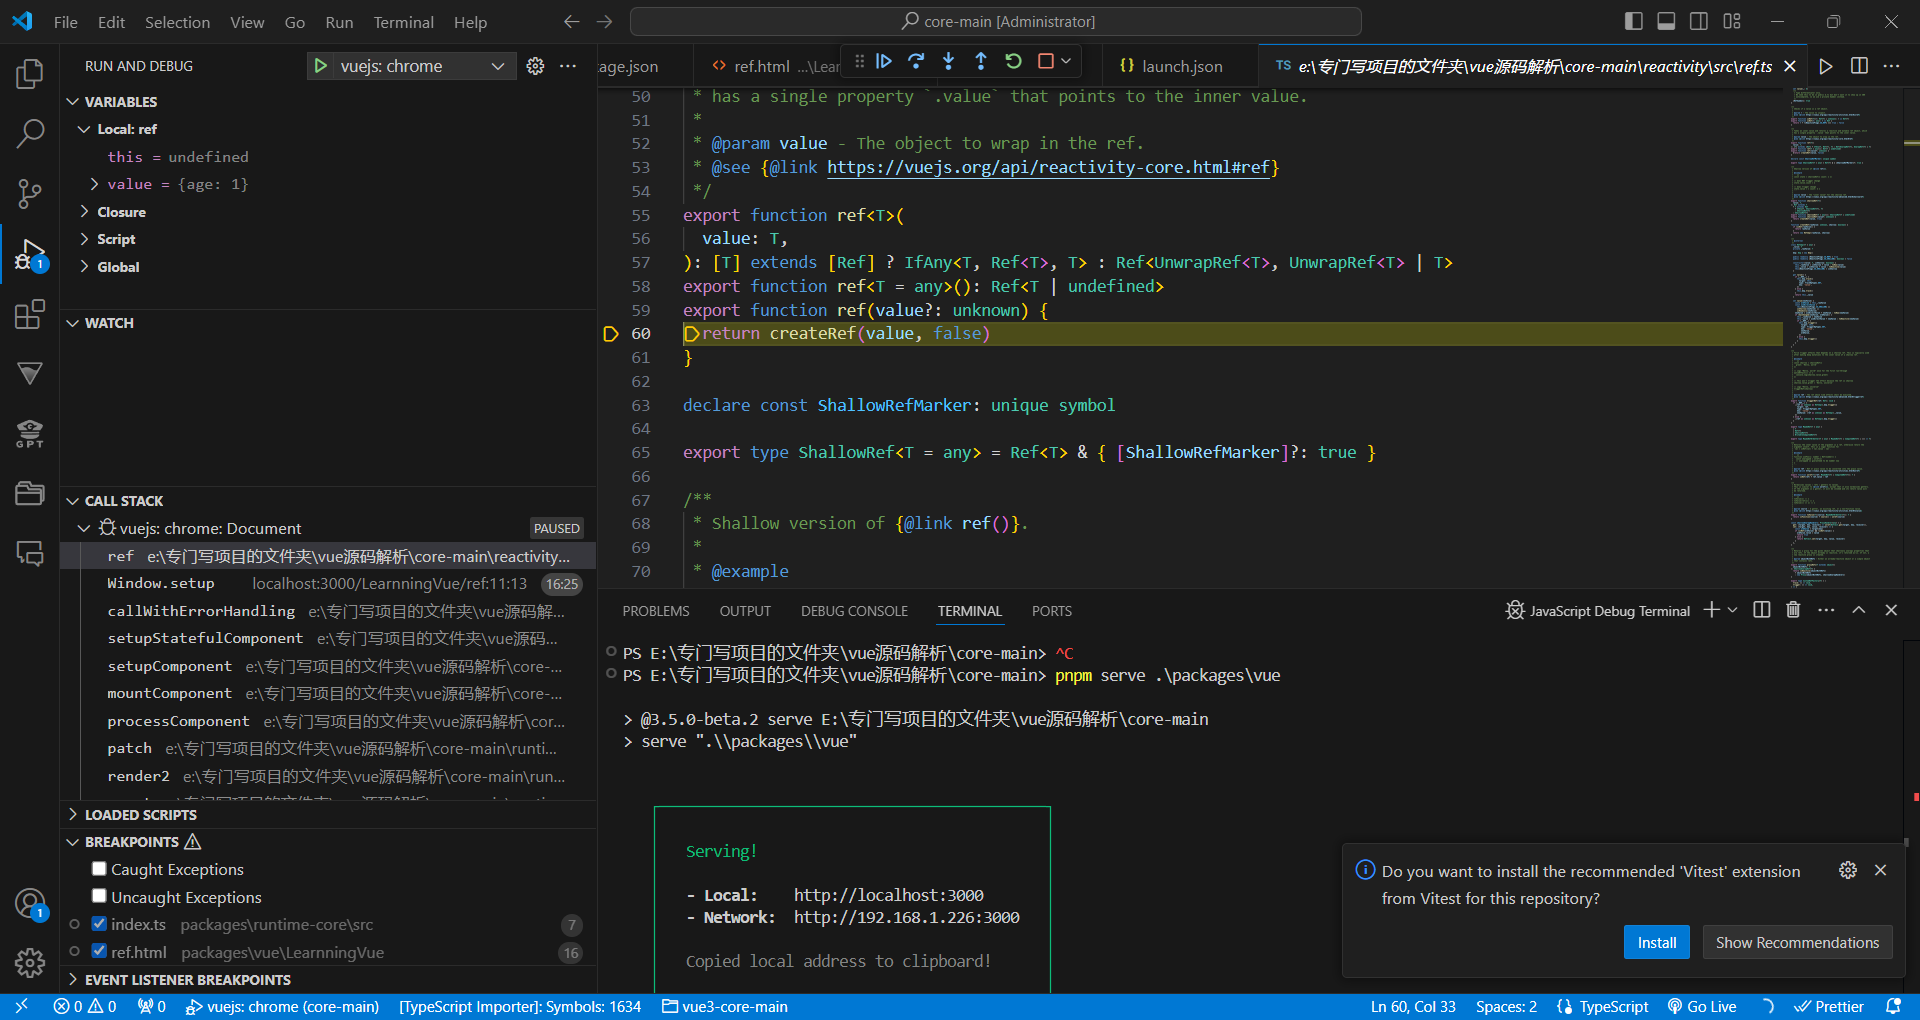 File Edit Selection View Go Run Terminal Help
core-main [Administrator]
RUN AND DEBUG
vuejs: chrome
age.json
ref.html ...\Lear
launch.json
TS e:\专门写项目的文件夹\vue源码解析\core-main\reactivity\src\ref.ts
VARIABLES
Local: ref
this = undefined
value = {age: 1}
Closure
Script
Global
WATCH
CALL STACK
vuejs: chrome: Document PAUSED
ref e:\专门写项目的文件夹\vue源码解析\core-main\reactivity...
Window.setup localhost:3000/LearnningVue/ref:11:13 16:25
callWithErrorHandling e:\专门写项目的文件夹\vue源码解...
setupStatefulComponent e:\专门写项目的文件夹\vue源码...
setupComponent e:\专门写项目的文件夹\vue源码解析\core-...
mountComponent e:\专门写项目的文件夹\vue源码解析\core-...
processComponent e:\专门写项目的文件夹\vue源码解析\cor...
patch e:\专门写项目的文件夹\vue源码解析\core-main\runti...
render2 e:\专门写项目的文件夹\vue源码解析\core-main\run...
LOADED SCRIPTS
BREAKPOINTS
Caught Exceptions
Uncaught Exceptions
index.ts packages\runtime-core\src 7
ref.html packages\vue\LearnningVue 16
EVENT LISTENER BREAKPOINTS
1
GPT
1
50 * has a single property `.value` that points to the inner value.
51 *
52 * @param value - The object to wrap in the ref.
53 * @see {@link https://vuejs.org/api/reactivity-core.html#ref}
54 */
55 export function ref<T>(
56 value: T,
57 ): [T] extends [Ref] ? IfAny<T, Ref<T>, T> : Ref<UnwrapRef<T>, UnwrapRef<T> | T>
58 export function ref<T = any>(): Ref<T | undefined>
59 export function ref(value?: unknown) {
60 return createRef(value, false)
61 }
62
63 declare const ShallowRefMarker: unique symbol
64
65 export type ShallowRef<T = any> = Ref<T> & { [ShallowRefMarker]?: true }
66
67 /**
68 * Shallow version of {@link ref()}.
69 *
70 * @example
PROBLEMS OUTPUT DEBUG CONSOLE TERMINAL PORTS
JavaScript Debug Terminal
PS E:\专门写项目的文件夹\vue源码解析\core-main> ^C
PS E:\专门写项目的文件夹\vue源码解析\core-main> pnpm serve .\packages\vue
> @3.5.0-beta.2 serve E:\专门写项目的文件夹\vue源码解析\core-main
> serve ".\\packages\\vue"
Serving!
- Local: http://localhost:3000
- Network: http://192.168.1.226:3000
Copied local address to clipboard!
Do you want to install the recommended 'Vitest' extension
from Vitest for this repository?
Install Show Recommendations
0 0 0 vuejs: chrome (core-main) [TypeScript Importer]: Symbols: 1634 vue3-core-main
Ln 60, Col 33 Spaces: 2 TypeScript Go Live Prettier